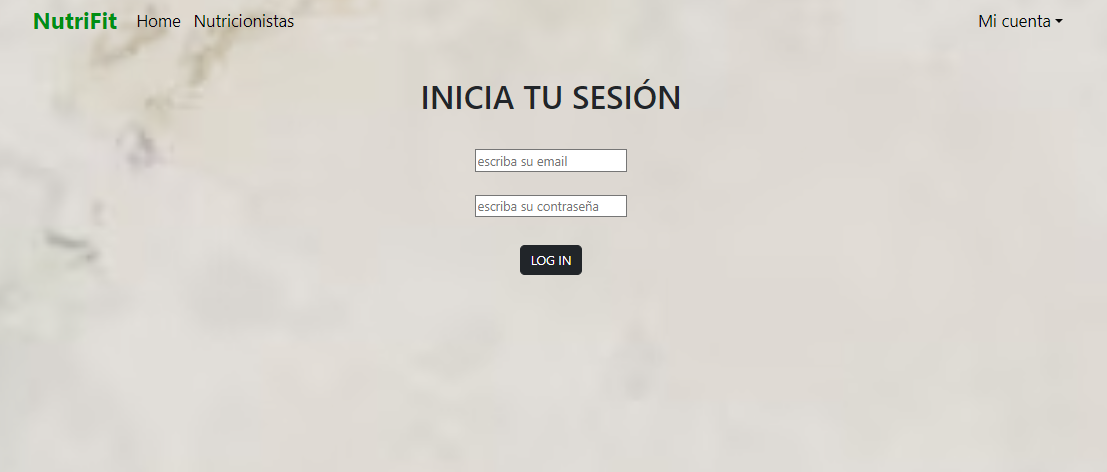 NutriFit Home Nutricionistas Mi cuenta
INICIA TU SESIÓN
escriba su email
escriba su contraseña
LOG IN